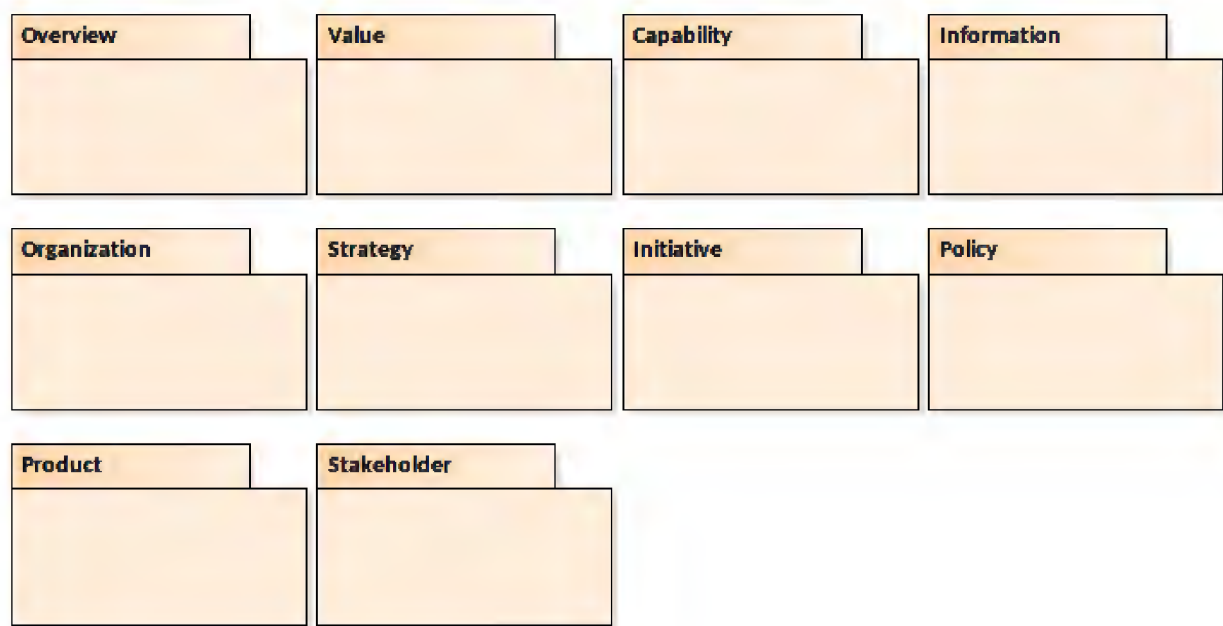 Overview
Value
Capability
Information
Organization
Strategy
Initiative
Policy
Product
Stakeholder